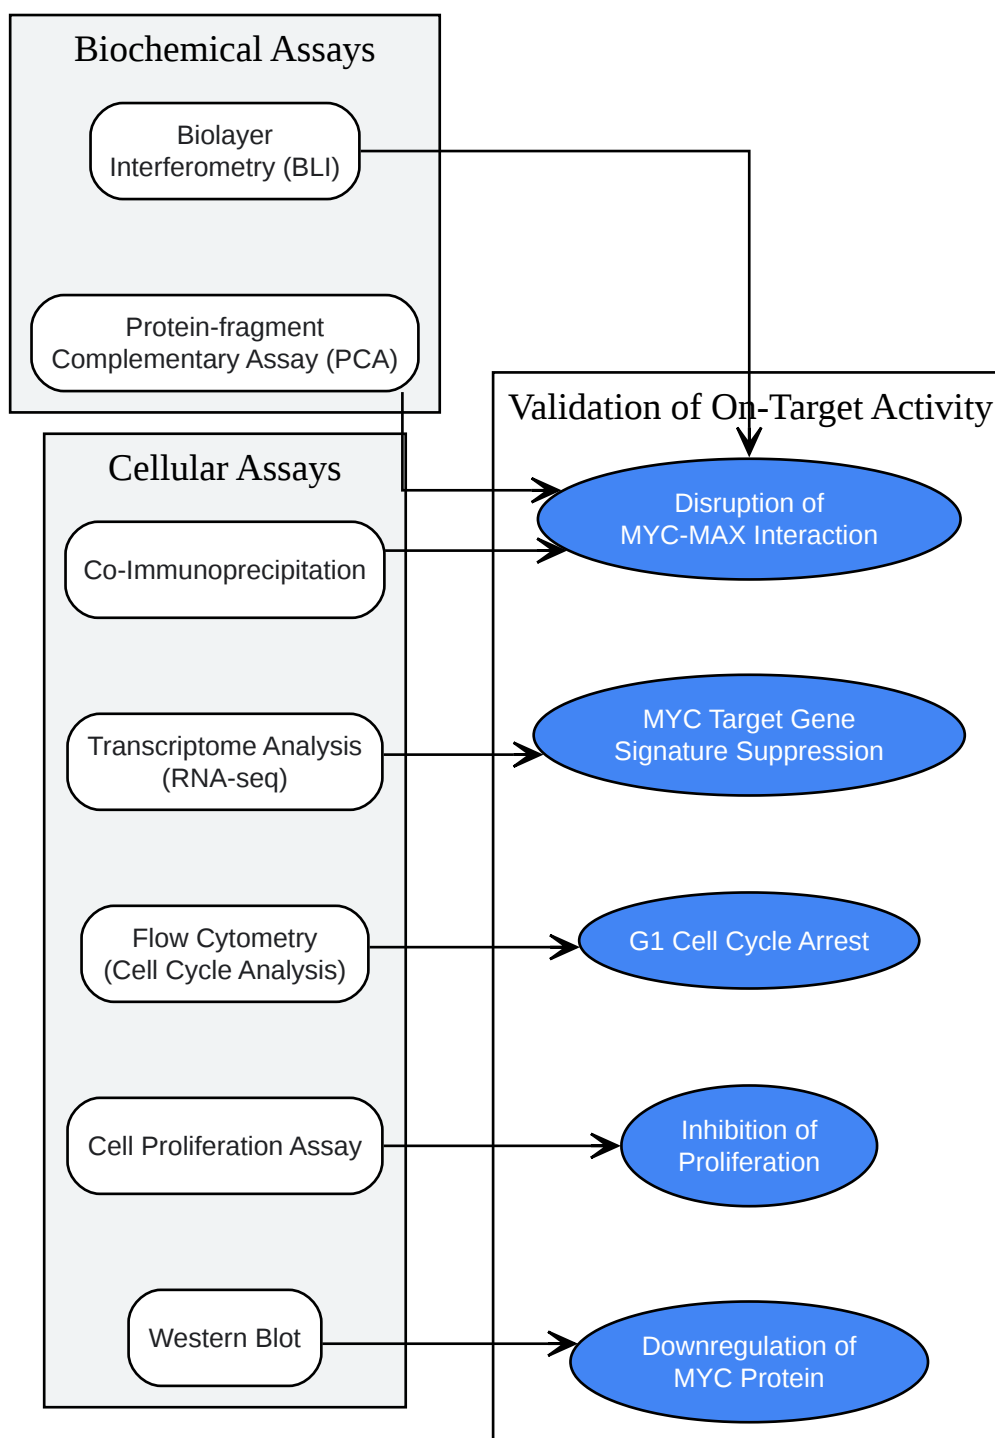 Biochemical Assays
Biolayer
Interferometry (BLI)
Protein-fragment
Complementary Assay (PCA)
Cellular Assays
Co-Immunoprecipitation
Transcriptome Analysis
(RNA-seq)
Flow Cytometry
(Cell Cycle Analysis)
Cell Proliferation Assay
Western Blot
Validation of On-Target Activity
Disruption of
MYC-MAX Interaction
MYC Target Gene
Signature Suppression
G1 Cell Cycle Arrest
Inhibition of
Proliferation
Downregulation of
MYC Protein